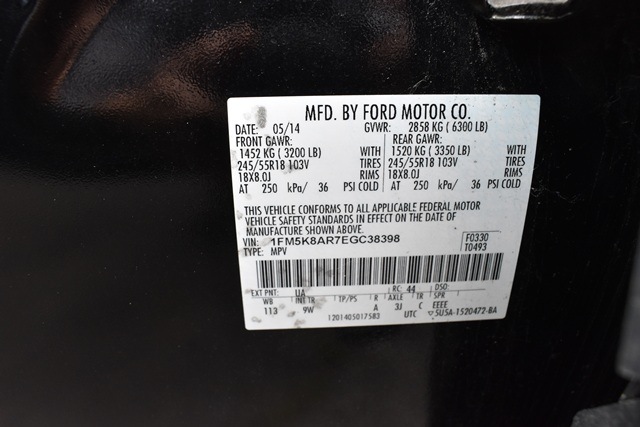 MFD. BY FORD MOTOR CO.
DATE: 05/14 GVWR: 2858 KG ( 6300 LB)
FRONT GAWR: REAR GAWR:
1452 KG ( 3200 LB) WITH 1520 KG ( 3350 LB) WITH
245/55R18 103V TIRES 245/55R18 103V TIRES
18X8.0J RIMS 18X8.0J RIMS
AT 250 kPa/ 36 PSI COLD AT 250 kPa/ 36 PSI COLD
THIS VEHICLE CONFORMS TO ALL APPLICABLE FEDERAL MOTOR
VEHICLE SAFETY STANDARDS IN EFFECT ON THE DATE OF
MANUFACTURE SHOWN ABOVE.
VIN: 1FM5K8AR7EGC38398 F0330
TYPE: MPV T0493
EXT PNT: UA RC: 44 DSO:
WB INT TR TP/PS R AXLE TR SPR
113 9W A 3J C EEEE
T201405017583 UTC ▽5U5A-1520472-BA